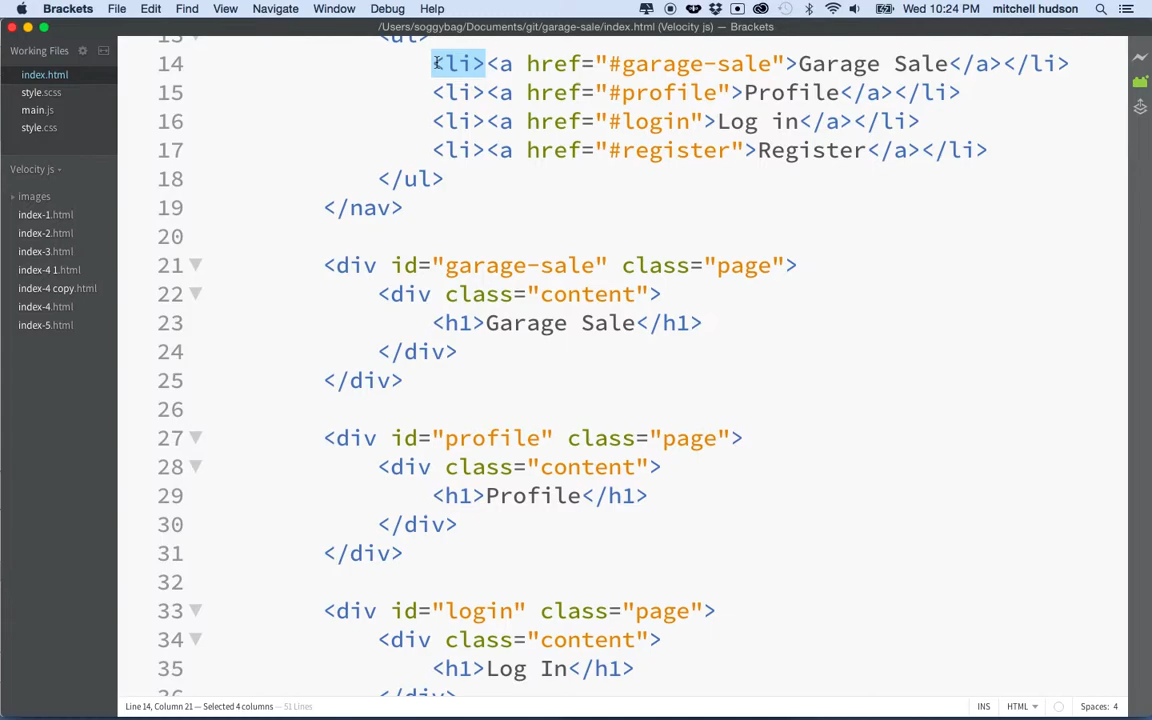 Brackets File Edit Find View Navigate Window Debug Help Wed 10:24 PM mitchell hudson
/Users/soggybag/Documents/git/garage-sale/index.html (Velocity js) — Brackets
Working Files
index.html
style.scss
main.js
style.css
Velocity js
images
index-1.html
index-2.html
index-3.html
index-4 1.html
index-4 copy.html
index-4.html
index-5.html
13 <ul>
14 <li><a href="#garage-sale">Garage Sale</a></li>
15 <li><a href="#profile">Profile</a></li>
16 <li><a href="#login">Log in</a></li>
17 <li><a href="#register">Register</a></li>
18 </ul>
19 </nav>
20
21 <div id="garage-sale" class="page">
22 <div class="content">
23 <h1>Garage Sale</h1>
24 </div>
25 </div>
26
27 <div id="profile" class="page">
28 <div class="content">
29 <h1>Profile</h1>
30 </div>
31 </div>
32
33 <div id="login" class="page">
34 <div class="content">
35 <h1>Log In</h1>
36 </div>
Line 14, Column 21 — Selected 4 columns — 51 Lines INS HTML Spaces: 4